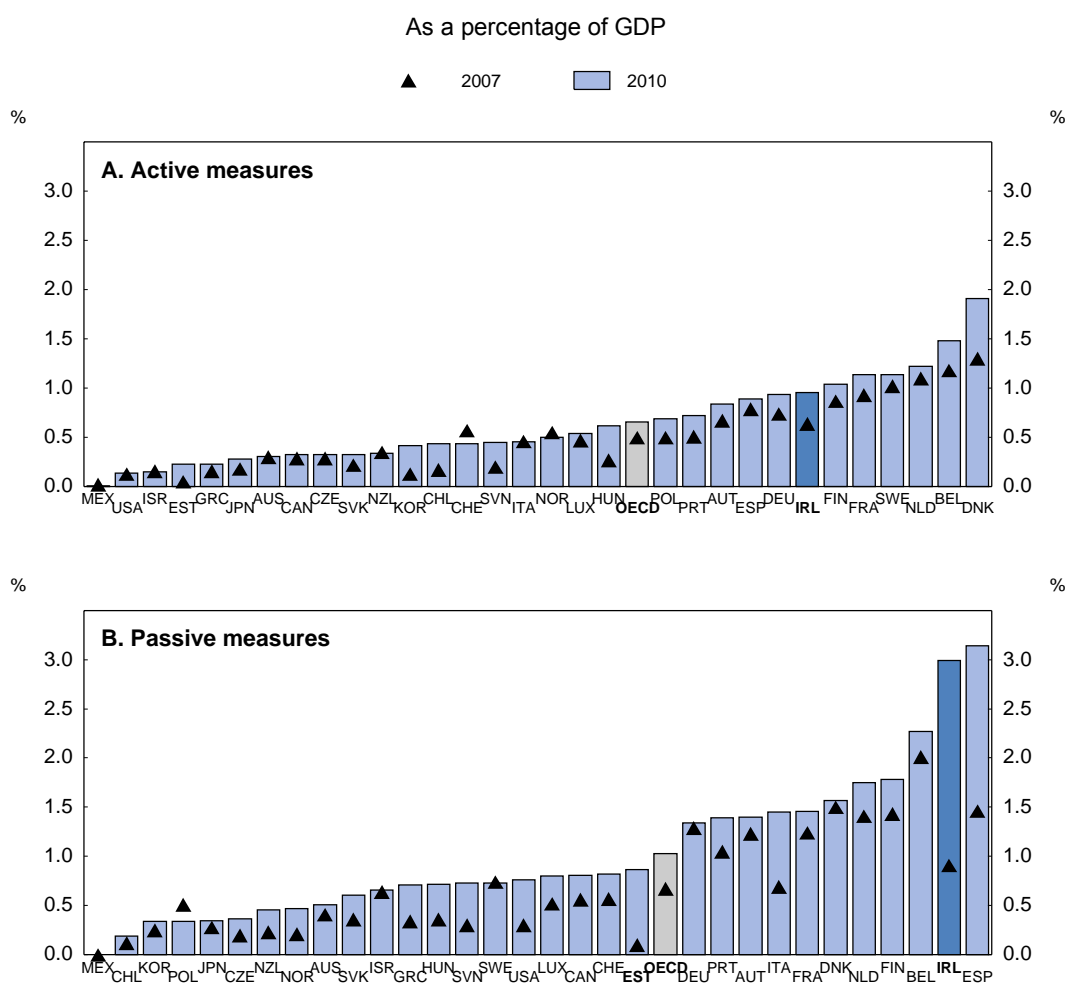 As a percentage of GDP
2007 2010
% %
A. Active measures
3.0 3.0
2.5 2.5
2.0 2.0
1.5 1.5
1.0 1.0
0.5 0.5
0.0 0.0
MEX ISR GRC AUS CZE NZL CHL SVN NOR HUN POL AUT DEU FIN SWE BEL
USA EST JPN CAN SVK KOR CHE ITA LUX OECD PRT ESP IRL FRA NLD DNK
% %
B. Passive measures
3.0 3.0
2.5 2.5
2.0 2.0
1.5 1.5
1.0 1.0
0.5 0.5
0.0 0.0
MEX KOR JPN NZL AUS ISR HUN SWE LUX CHE OECD PRT ITA DNK FIN IRL
CHL POL CZE NOR SVK GRC SVN USA CAN EST DEU AUT FRA NLD BEL ESP